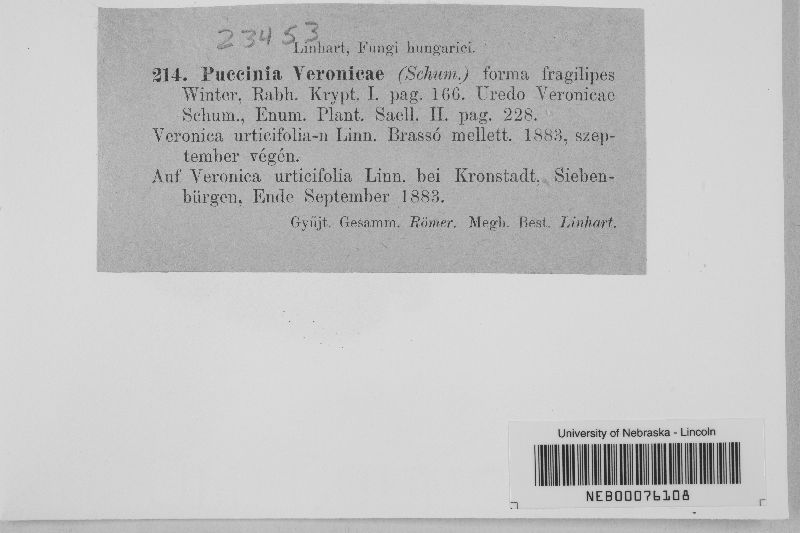 23453
Linhart, Fungi hungarici.
214. Puccinia Veronicae (Schum.) forma fragilipes
Winter, Rabh. Krypt. I. pag. 166. Uredo Veronicae
Schum., Enum. Plant. Saell. II. pag. 228.
Veronica urticifolia-n Linn. Brassó mellett. 1883, szep-
tember végén.
Auf Veronica urticifolia Linn. bei Kronstadt. Sieben-
bürgen, Ende September 1883.
Gyüjt. Gesamm. Römer. Megh. Best. Linhart.
University of Nebraska - Lincoln
NEB00076108